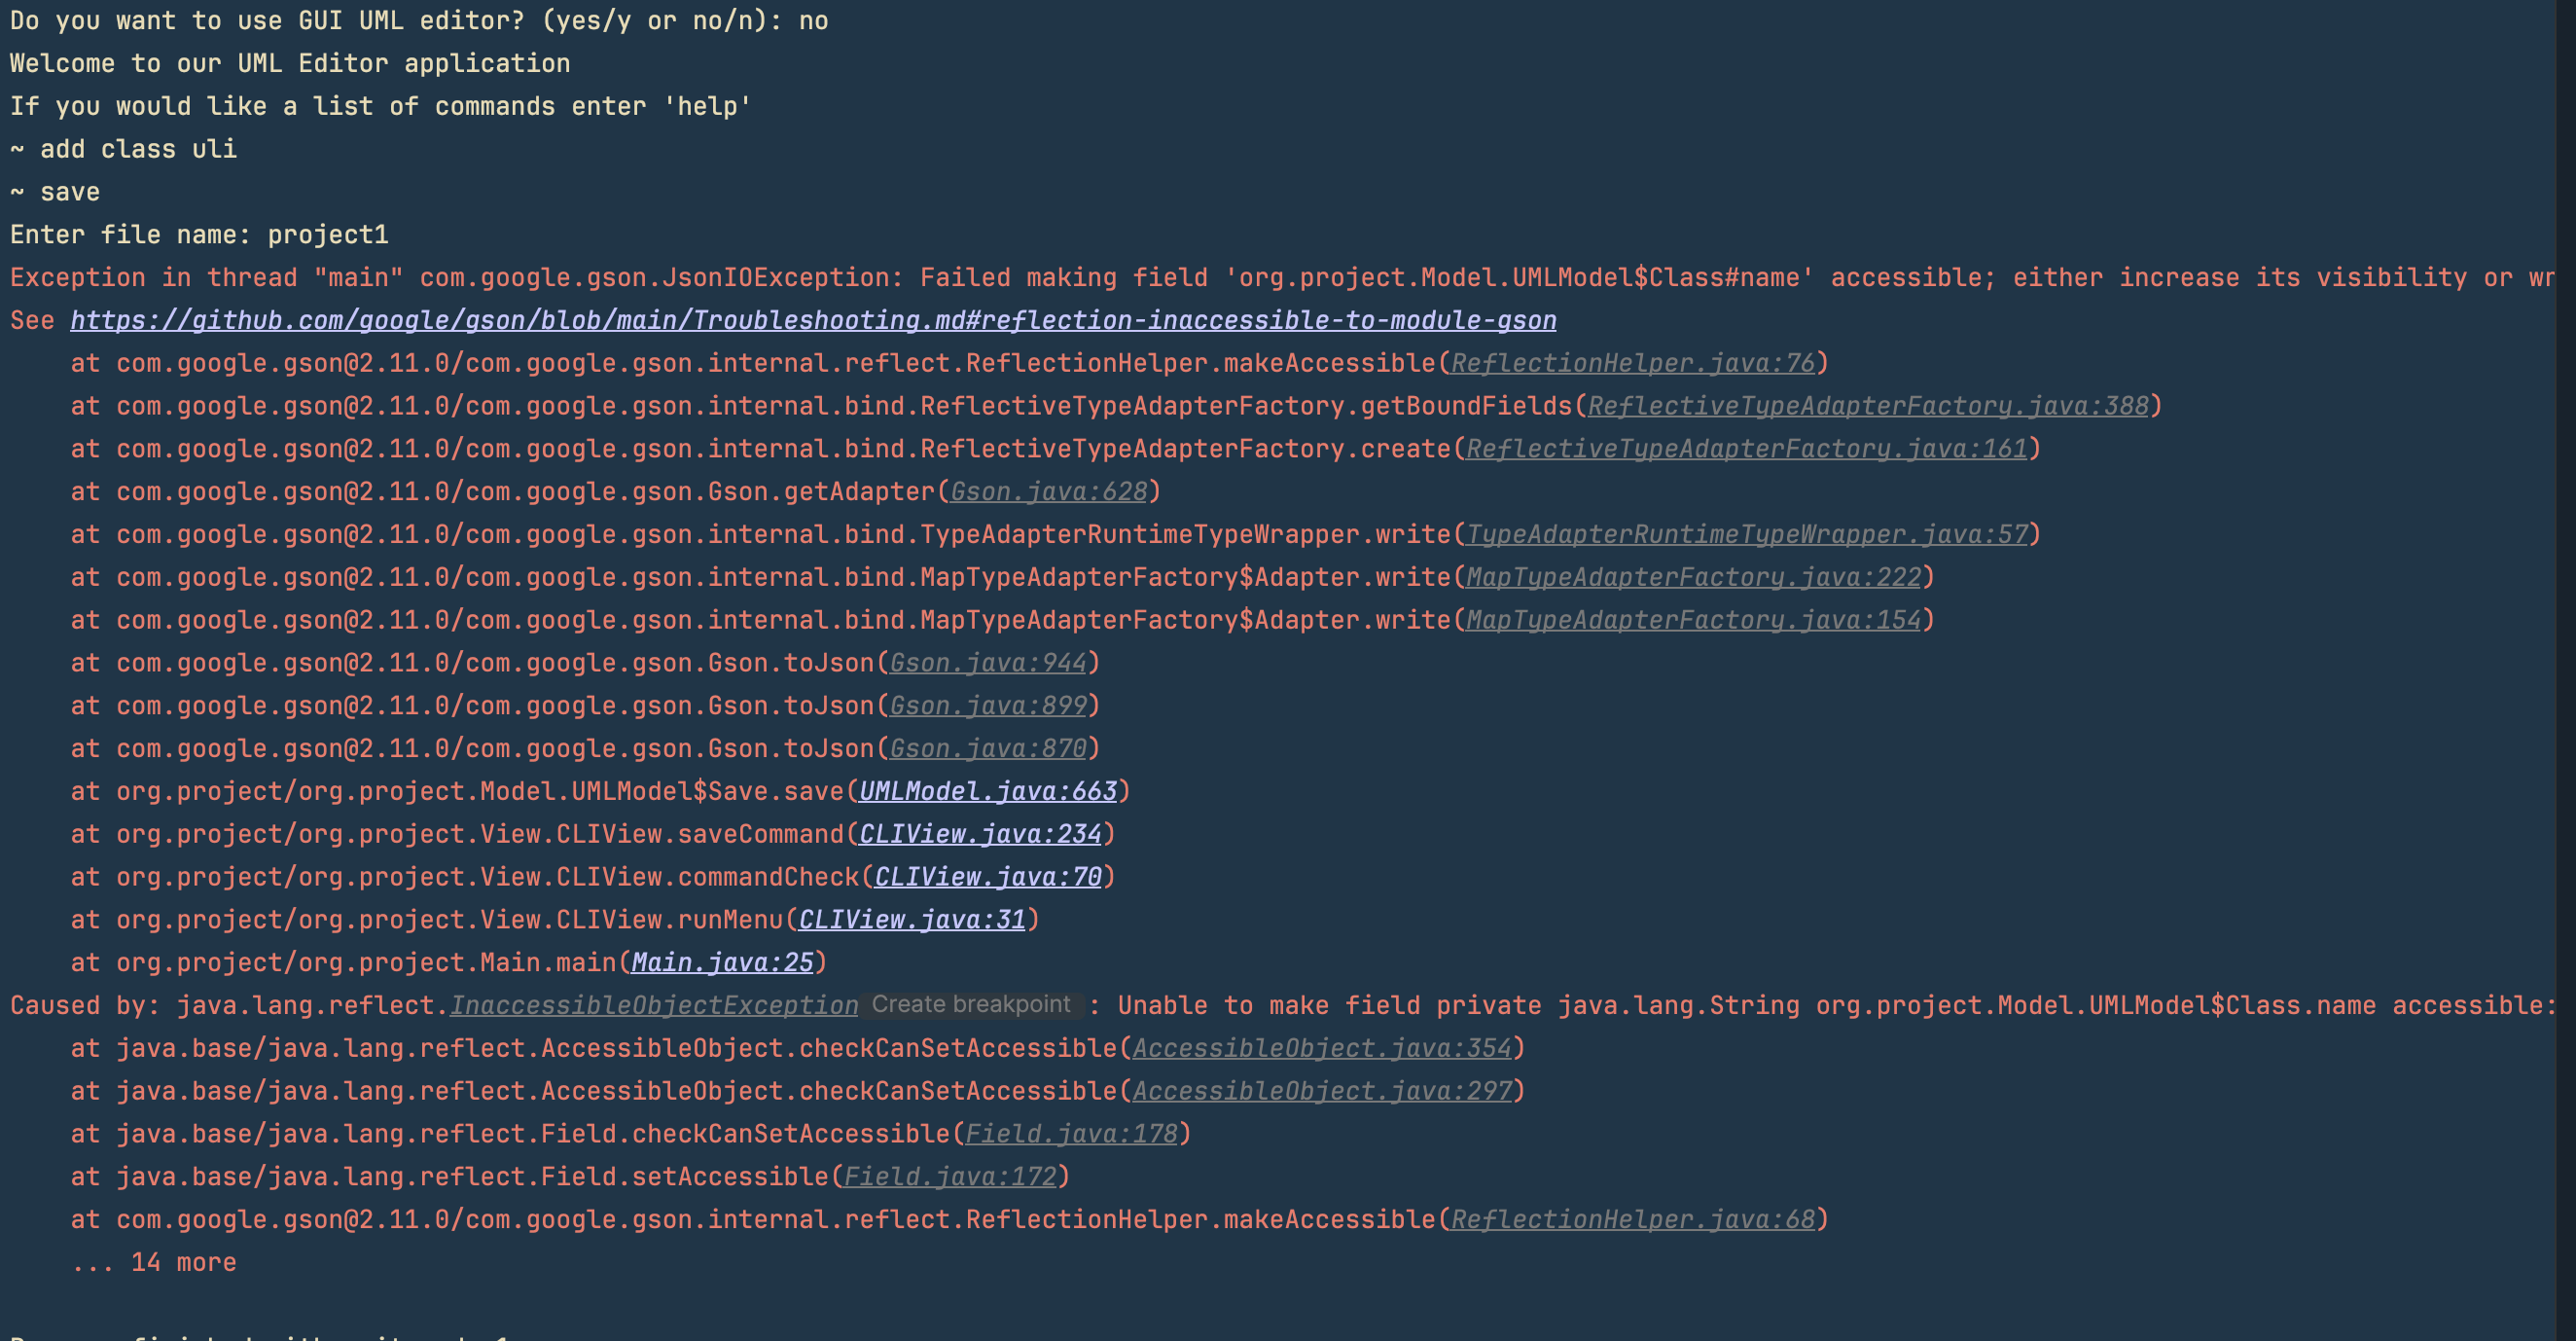 Do you want to use GUI UML editor? (yes/y or no/n): no
Welcome to our UML Editor application
If you would like a list of commands enter 'help'
~ add class uli
~ save
Enter file name: project1
Exception in thread "main" com.google.gson.JsonIOException: Failed making field 'org.project.Model.UMLModel$Class#name' accessible; either increase its visibility or wr
See https://github.com/google/gson/blob/main/Troubleshooting.md#reflection-inaccessible-to-module-gson
at com.google.gson@2.11.0/com.google.gson.internal.reflect.ReflectionHelper.makeAccessible(ReflectionHelper.java:76)
at com.google.gson@2.11.0/com.google.gson.internal.bind.ReflectiveTypeAdapterFactory.getBoundFields(ReflectiveTypeAdapterFactory.java:388)
at com.google.gson@2.11.0/com.google.gson.internal.bind.ReflectiveTypeAdapterFactory.create(ReflectiveTypeAdapterFactory.java:161)
at com.google.gson@2.11.0/com.google.gson.Gson.getAdapter(Gson.java:628)
at com.google.gson@2.11.0/com.google.gson.internal.bind.TypeAdapterRuntimeTypeWrapper.write(TypeAdapterRuntimeTypeWrapper.java:57)
at com.google.gson@2.11.0/com.google.gson.internal.bind.MapTypeAdapterFactory$Adapter.write(MapTypeAdapterFactory.java:222)
at com.google.gson@2.11.0/com.google.gson.internal.bind.MapTypeAdapterFactory$Adapter.write(MapTypeAdapterFactory.java:154)
at com.google.gson@2.11.0/com.google.gson.Gson.toJson(Gson.java:944)
at com.google.gson@2.11.0/com.google.gson.Gson.toJson(Gson.java:899)
at com.google.gson@2.11.0/com.google.gson.Gson.toJson(Gson.java:870)
at org.project/org.project.Model.UMLModel$Save.save(UMLModel.java:663)
at org.project/org.project.View.CLIView.saveCommand(CLIView.java:234)
at org.project/org.project.View.CLIView.commandCheck(CLIView.java:70)
at org.project/org.project.View.CLIView.runMenu(CLIView.java:31)
at org.project/org.project.Main.main(Main.java:25)
Caused by: java.lang.reflect.InaccessibleObjectException Create breakpoint : Unable to make field private java.lang.String org.project.Model.UMLModel$Class.name accessible:
at java.base/java.lang.reflect.AccessibleObject.checkCanSetAccessible(AccessibleObject.java:354)
at java.base/java.lang.reflect.AccessibleObject.checkCanSetAccessible(AccessibleObject.java:297)
at java.base/java.lang.reflect.Field.checkCanSetAccessible(Field.java:178)
at java.base/java.lang.reflect.Field.setAccessible(Field.java:172)
at com.google.gson@2.11.0/com.google.gson.internal.reflect.ReflectionHelper.makeAccessible(ReflectionHelper.java:68)
... 14 more